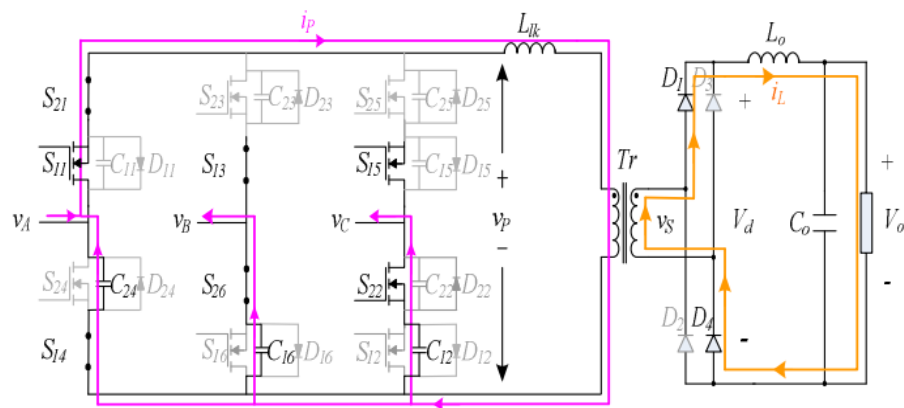 i_P
L_lk
L_o
D_1
D_3
i_L
S_21
C_23
S_23
D_23
C_25
S_25
D_25
+
S_11
C_11
D_11
S_13
S_15
C_15
D_15
Tr
+
+
v_A
v_B
v_C
v_P
v_S
V_d
C_o
V_o
−
S_24
C_24
D_24
S_26
S_22
C_22
D_22
-
S_14
S_16
C_16
D_16
S_12
C_12
D_12
D_2
D_4
-